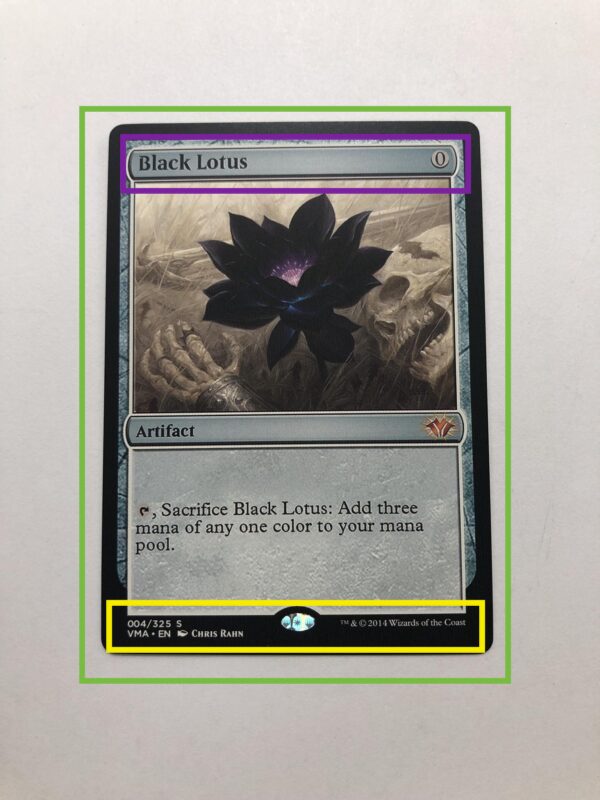 Black Lotus 0
Artifact
, Sacrifice Black Lotus: Add three
mana of any one color to your mana
pool.
004/325 S
VMA • EN Chris Rahn
™ & © 2014 Wizards of the Coast